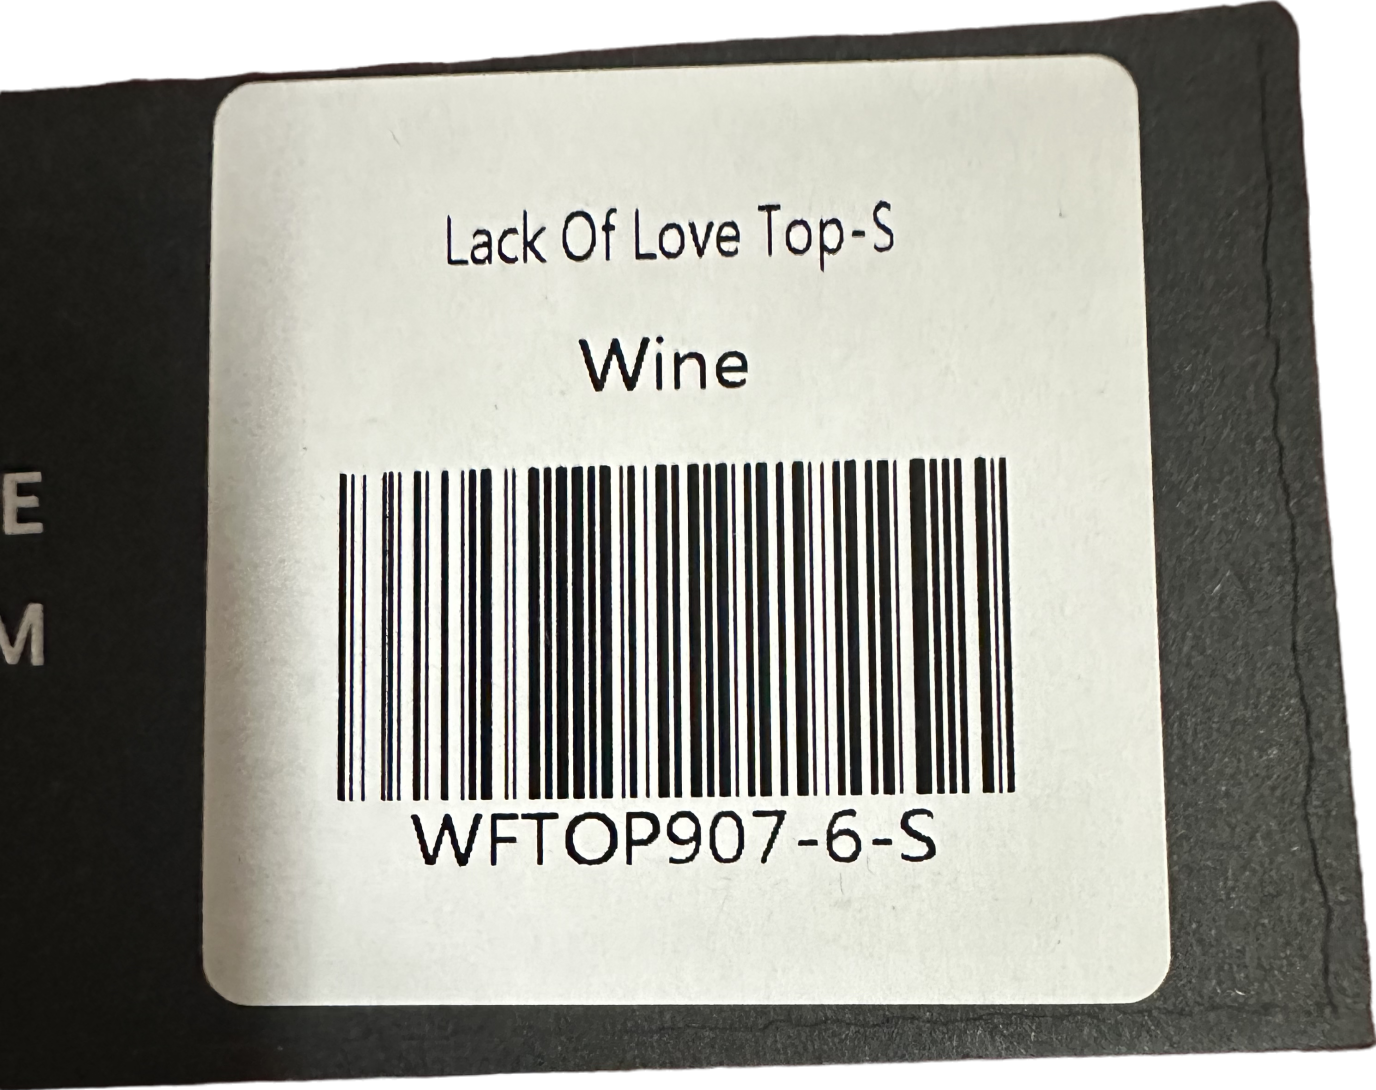 Lack Of Love Top-S
Wine
WFTOP907-6-S
E
M